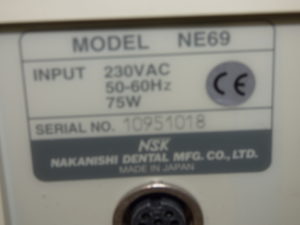 MODEL NE69
INPUT 230VAC
50-60Hz
75W
CE
SERIAL NO. 10951018
NSK
NAKANISHI DENTAL MFG. CO., LTD.
MADE IN JAPAN